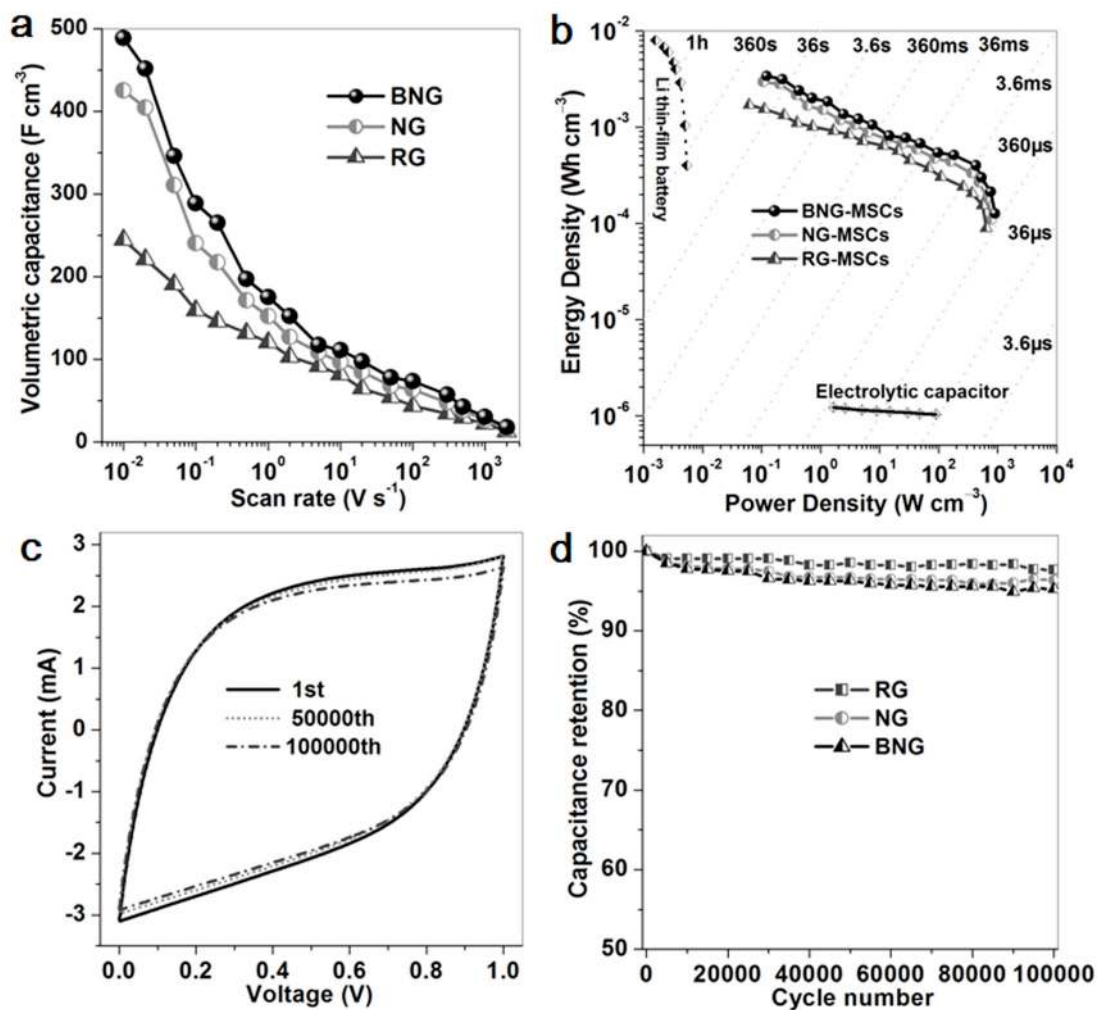 a
Volumetric capacitance (F cm⁻³)
500
400
300
200
100
0
BNG
NG
RG
10⁻² 10⁻¹ 10⁰ 10¹ 10² 10³
Scan rate (V s⁻¹)
b
Energy Density (Wh cm⁻³)
10⁻²
10⁻³
10⁻⁴
10⁻⁵
10⁻⁶
1h 360s 36s 3.6s 360ms 36ms
3.6ms
360μs
36μs
3.6μs
Li thin-film battery
BNG-MSCs
NG-MSCs
RG-MSCs
Electrolytic capacitor
10⁻³ 10⁻² 10⁻¹ 10⁰ 10¹ 10² 10³ 10⁴
Power Density (W cm⁻³)
c
Current (mA)
3
2
1
0
-1
-2
-3
1st
50000th
100000th
0.0 0.2 0.4 0.6 0.8 1.0
Voltage (V)
d
Capacitance retention (%)
100
90
80
70
60
50
RG
NG
BNG
0 20000 40000 60000 80000 100000
Cycle number